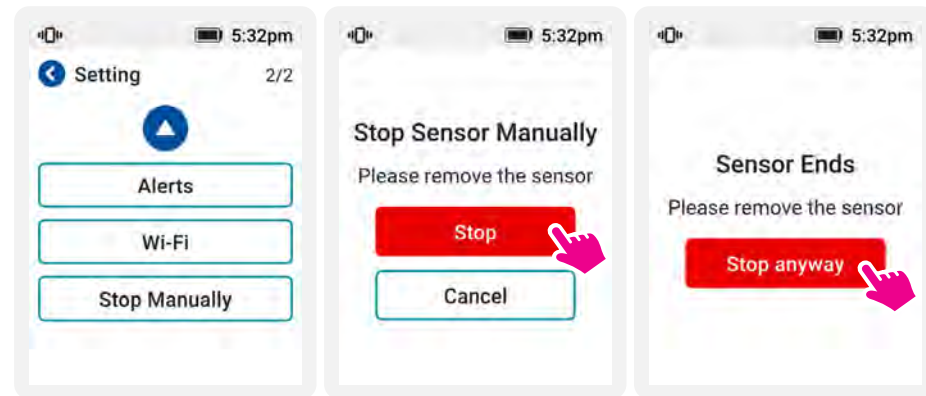 5:32pm
Setting 2/2
Alerts
Wi-Fi
Stop Manually
5:32pm
Stop Sensor Manually
Please remove the sensor
Stop
Cancel
5:32pm
Sensor Ends
Please remove the sensor
Stop anyway